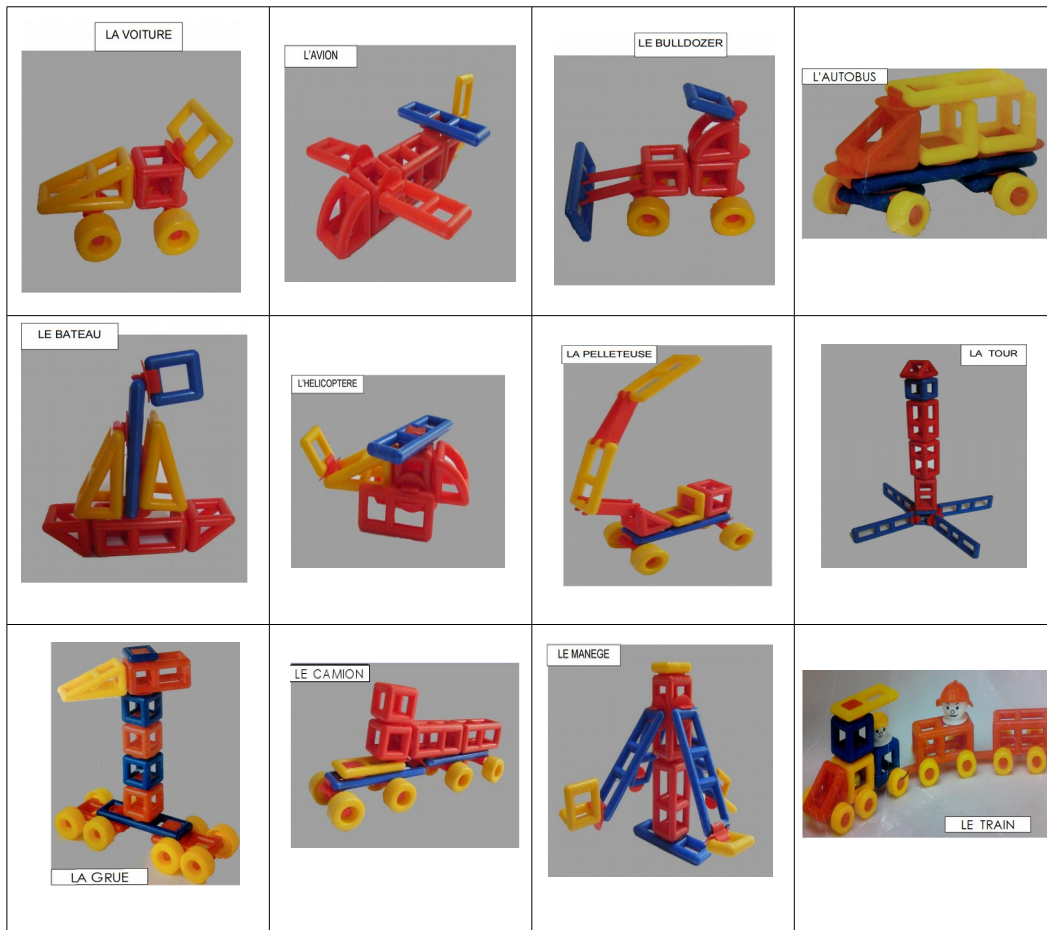 LA VOITURE
L'AVION
LE BULLDOZER
L'AUTOBUS
LE BATEAU
L'HELICOPTERE
LA PELLETEUSE
LA TOUR
LA GRUE
LE CAMION
LE MANEGE
LE TRAIN